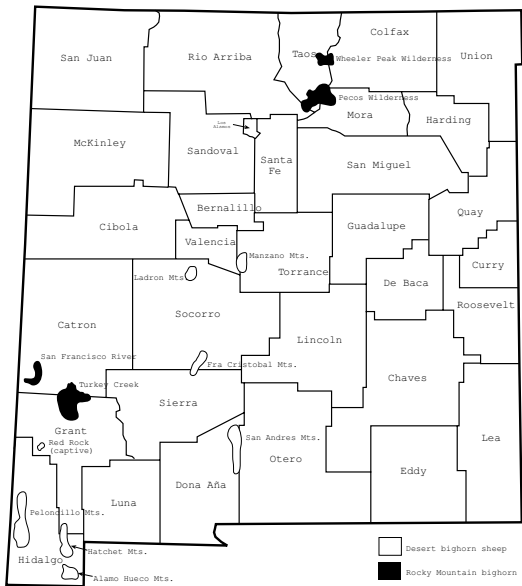 Colfax
San Juan
Rio Arriba
Taos
Union
Wheeler Peak Wilderness
Pecos Wilderness
Mora
Harding
Los
Alamos
McKinley
Sandoval
Santa
Fe
San Miguel
Bernalillo
Quay
Cibola
Guadalupe
Valencia
Manzano Mts.
Torrance
Curry
Ladron Mts.
De Baca
Roosevelt
Socorro
Catron
Lincoln
San Francisco River
Fra Cristobal Mts.
Turkey Creek
Chaves
Sierra
Grant
Red Rock
(captive)
San Andres Mts.
Lea
Otero
Eddy
Dona Aña
Luna
Peloncillo Mts.
Hatchet Mts.
Hidalgo
Alamo Hueco Mts.
Desert bighorn sheep
Rocky Mountain bighorn